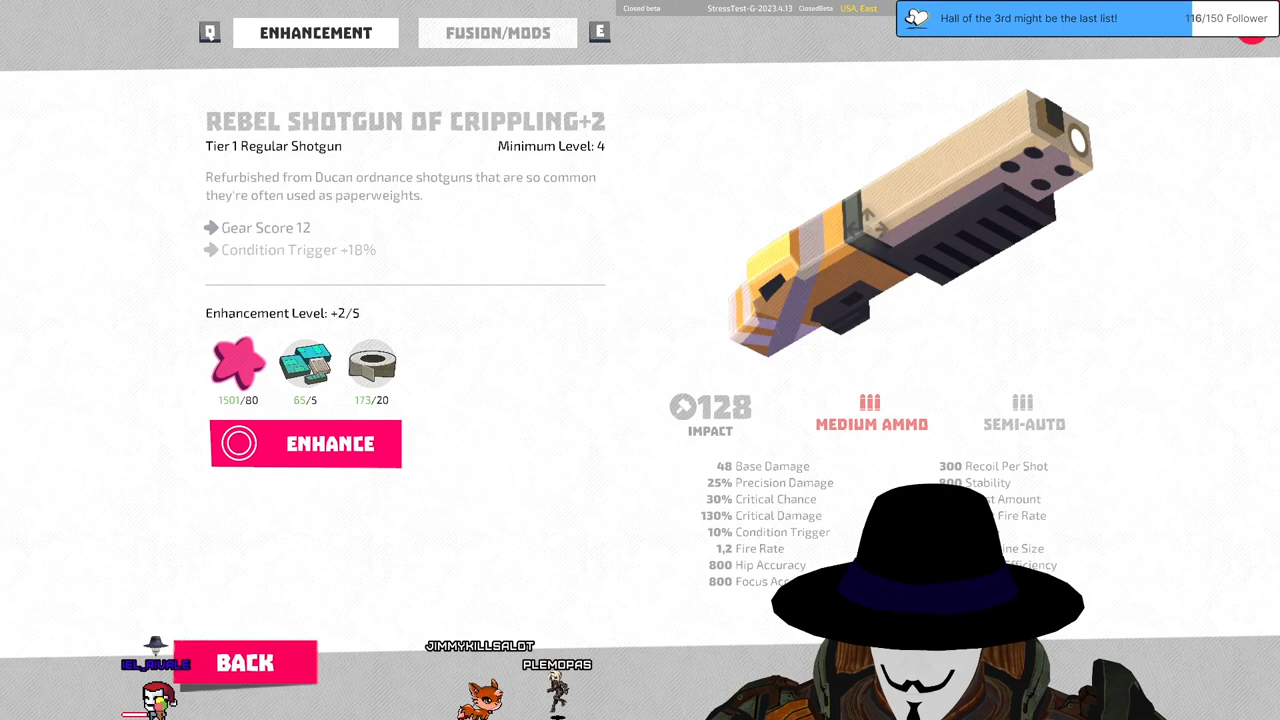 Closed beta
StressTest-G-2023.4.13
ClosedBeta
USA, East
Hall of the 3rd might be the last list!
116/150 Follower
Q
ENHANCEMENT
FUSION/MODS
E
REBEL SHOTGUN OF CRIPPLING+2
Tier 1 Regular Shotgun
Minimum Level: 4
Refurbished from Ducan ordnance shotguns that are so common
they're often used as paperweights.
Gear Score 12
Condition Trigger +18%
Enhancement Level: +2/5
1501/80
65/5
173/20
ENHANCE
128
IMPACT
MEDIUM AMMO
SEMI-AUTO
48 Base Damage
25% Precision Damage
30% Critical Chance
130% Critical Damage
10% Condition Trigger
1,2 Fire Rate
800 Hip Accuracy
800 Focus
300 Recoil Per Shot
800 Stability
Amount
Fire Rate
Size
BACK
JIMMYKILLSALOT
PLEMOPAS